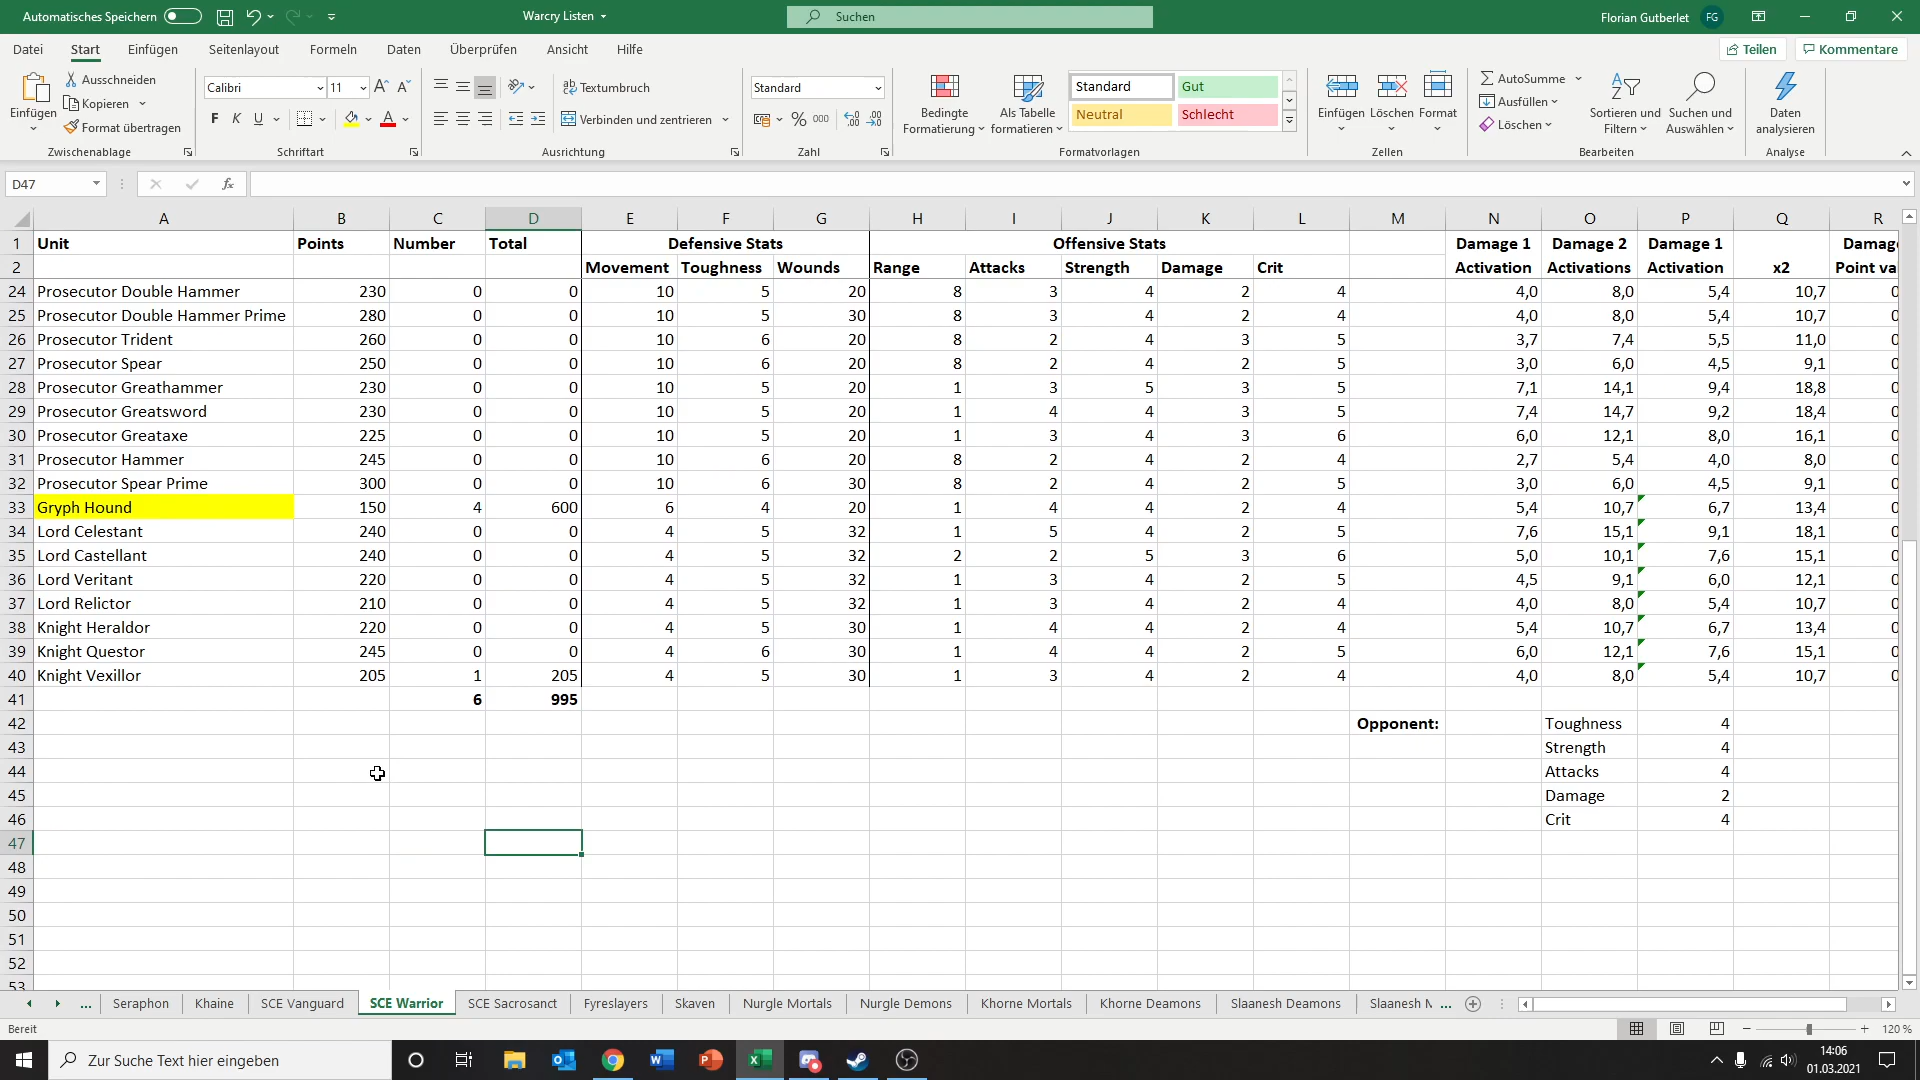 Automatisches Speichern
Warcry Listen
Suchen
Florian Gutberlet
FG
Datei Start Einfügen Seitenlayout Formeln Daten Überprüfen Ansicht Hilfe
Teilen
Kommentare
Einfügen
Ausschneiden
Kopieren
Format übertragen
Zwischenablage
Calibri 11
F K U
Schriftart
Textumbruch
Verbinden und zentrieren
Ausrichtung
Standard
% 000
Zahl
Bedingte Formatierung
Als Tabelle formatieren
Standard Gut
Neutral Schlecht
Formatvorlagen
Einfügen Löschen Format
Zellen
AutoSumme
Ausfüllen
Löschen
Sortieren und Filtern
Suchen und Auswählen
Bearbeiten
Daten analysieren
Analyse
D47
fx
A B C D E F G H I J K L M N O P Q R
1 Unit Points Number Total Defensive Stats Offensive Stats Damage 1 Damage 2 Damage 1
2 Movement Toughness Wounds Range Attacks Strength Damage Crit Activation Activations Activation x2 Point
24 Prosecutor Double Hammer 230 0 0 10 5 20 8 3 4 2 4 4,0 8,0 5,4 10,7
25 Prosecutor Double Hammer Prime 280 0 0 10 5 30 8 3 4 2 4 4,0 8,0 5,4 10,7
26 Prosecutor Trident 260 0 0 10 6 20 8 2 4 3 5 3,7 7,4 5,5 11,0
27 Prosecutor Spear 250 0 0 10 6 20 8 2 4 2 5 3,0 6,0 4,5 9,1
28 Prosecutor Greathammer 230 0 0 10 5 20 1 3 5 3 5 7,1 14,1 9,4 18,8
29 Prosecutor Greatsword 230 0 0 10 5 20 1 4 4 3 5 7,4 14,7 9,2 18,4
30 Prosecutor Greataxe 225 0 0 10 5 20 1 3 4 3 6 6,0 12,1 8,0 16,1
31 Prosecutor Hammer 245 0 0 10 6 20 8 2 4 2 4 2,7 5,4 4,0 8,0
32 Prosecutor Spear Prime 300 0 0 10 6 30 8 2 4 2 5 3,0 6,0 4,5 9,1
33 Gryph Hound 150 4 600 6 4 20 1 4 4 2 4 5,4 10,7 6,7 13,4
34 Lord Celestant 240 0 0 4 5 32 1 5 4 2 5 7,6 15,1 9,1 18,1
35 Lord Castellant 240 0 0 4 5 32 2 2 5 3 6 5,0 10,1 7,6 15,1
36 Lord Veritant 220 0 0 4 5 32 1 3 4 2 5 4,5 9,1 6,0 12,1
37 Lord Relictor 210 0 0 4 5 32 1 3 4 2 4 4,0 8,0 5,4 10,7
38 Knight Heraldor 220 0 0 4 5 30 1 4 4 2 4 5,4 10,7 6,7 13,4
39 Knight Questor 245 0 0 4 6 30 1 4 4 2 5 6,0 12,1 7,6 15,1
40 Knight Vexillor 205 1 205 4 5 30 1 3 4 2 4 4,0 8,0 5,4 10,7
41 6 995
42 Opponent: Toughness 4
43 Strength 4
44 Attacks 4
45 Damage 2
46 Crit 4
47
48
49
50
51
52
53
... Seraphon Khaine SCE Vanguard SCE Warrior SCE Sacrosanct Fyreslayers Skaven Nurgle Mortals Nurgle Demons Khorne Mortals Khorne Deamons Slaanesh Deamons Slaanesh ...
Bereit
120 %
Zur Suche Text hier eingeben
14:06
01.03.2021